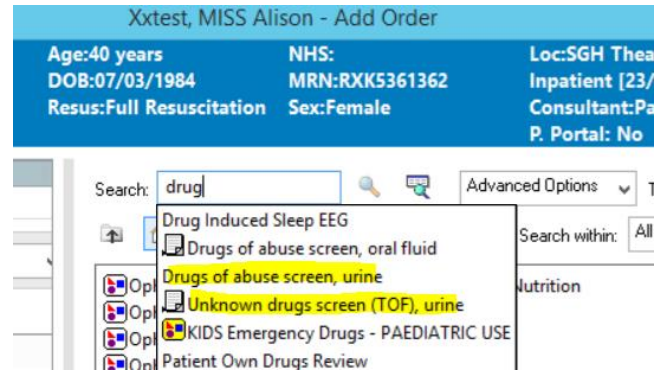 Xxtest, MISS Alison - Add Order
Age:40 years NHS: Loc:SGH
DOB:07/03/1984 MRN:RXK5361362 Inpatient [23/
Resus:Full Resuscitation Sex:Female
P. Portal: No
Search: drug Advanced Options
Drug Induced Sleep EEG
Drugs of abuse screen, oral fluid Search within: All
Drugs of abuse screen, urine Nutrition
Unknown drugs screen (TOF), urine
KIDS Emergency Drugs - PAEDIATRIC USE
Patient Own Drugs Review